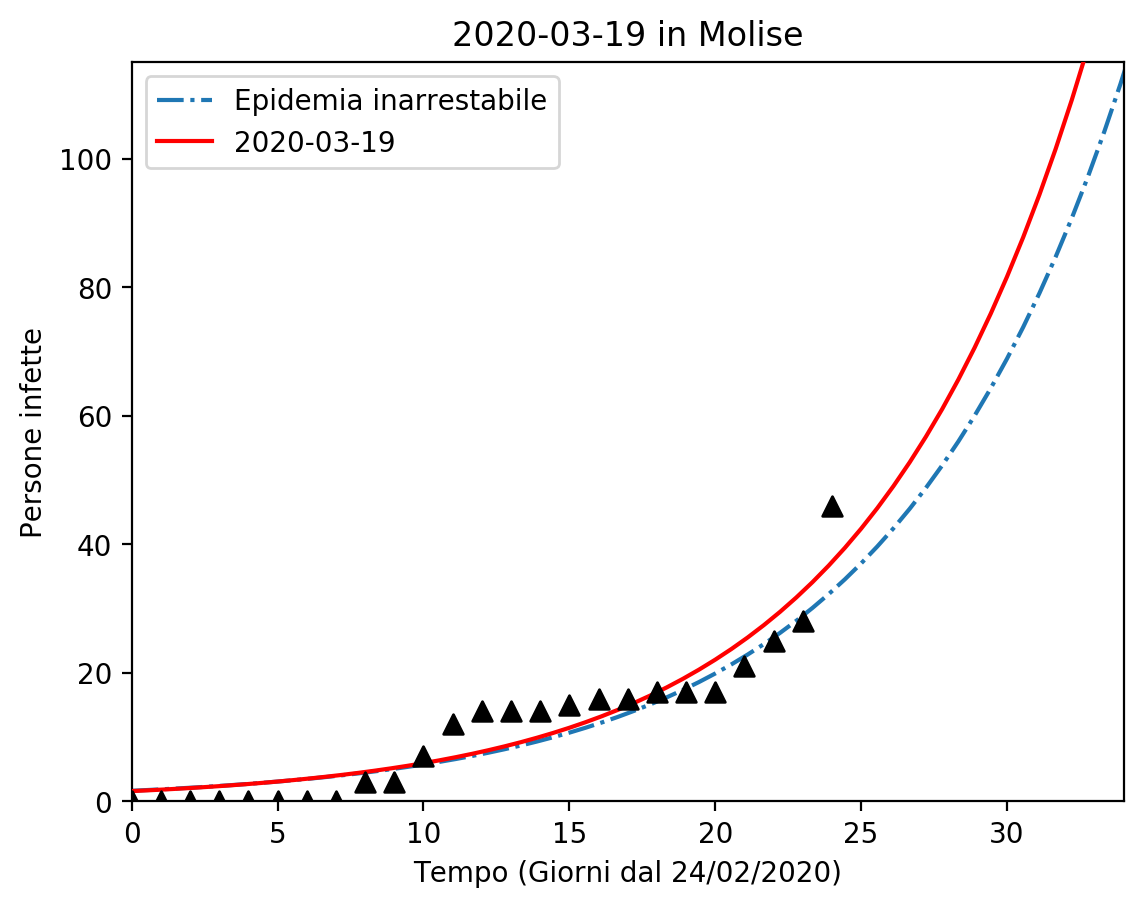 2020-03-19 in Molise
Epidemia inarrestabile
2020-03-19
100
80
60
40
20
0
Persone infette
0 5 10 15 20 25 30
Tempo (Giorni dal 24/02/2020)